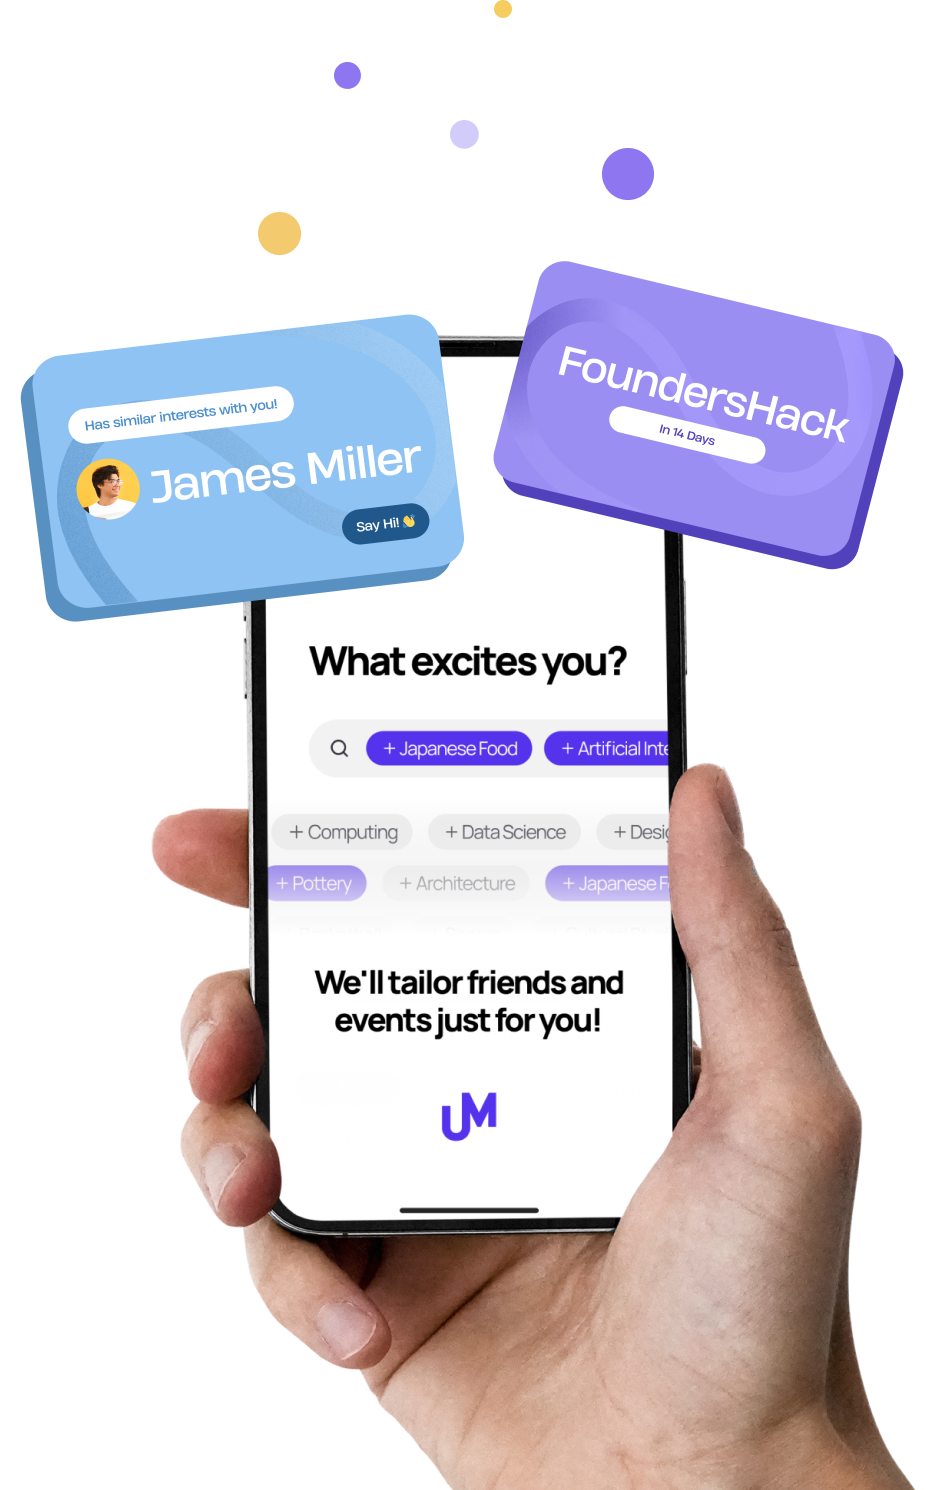 FoundersHack
In 14 Days
Has similar interests with you!
James Miller
Say Hi! 👋
What excites you?
+ Japanese Food + Artificial Inte
+ Computing + Data Science + Desig
+ Pottery + Architecture + Japanese F
We'll tailor friends and
events just for you!
UM